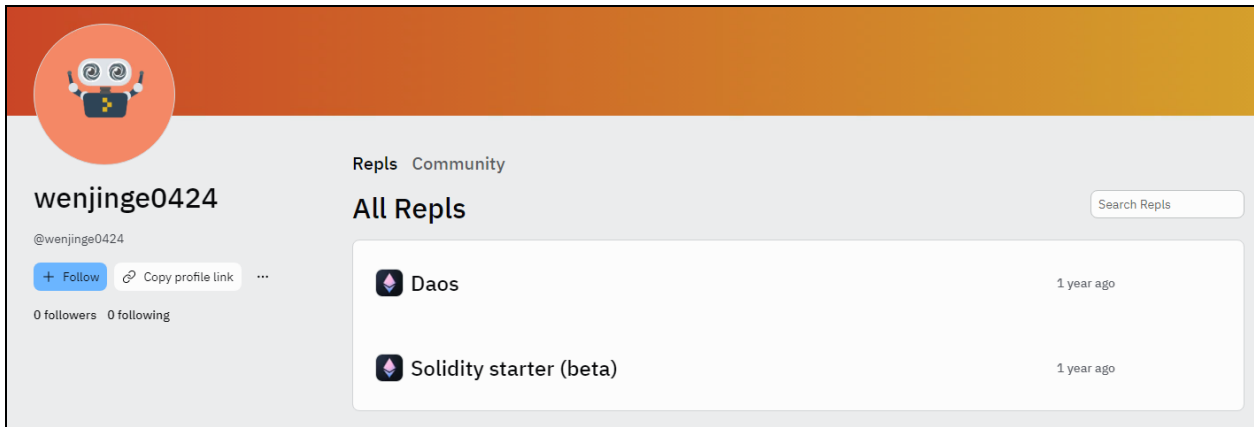 wenjinge0424
@wenjinge0424
+ Follow Copy profile link ...
0 followers 0 following
Repls Community
All Repls
Search Repls
Daos 1 year ago
Solidity starter (beta) 1 year ago